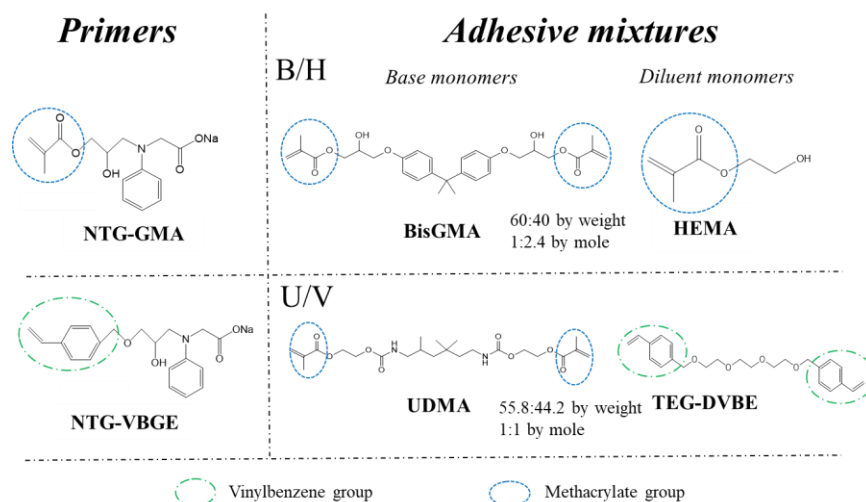 Primers
Adhesive mixtures
B/H
Base monomers
Diluent monomers
O
O
ONa
OH
N
O
NTG-GMA
O
O
OH
O
O
OH
O
O
O
BisGMA
60:40 by weight
1:2.4 by mole
O
O
OH
HEMA
U/V
O
OH
N
ONa
O
NTG-VBGE
O
O
O
O
H
N
N
H
O
O
O
O
UDMA
55.8:44.2 by weight
1:1 by mole
O
O
O
O
O
TEG-DVBE
Vinylbenzene group
Methacrylate group